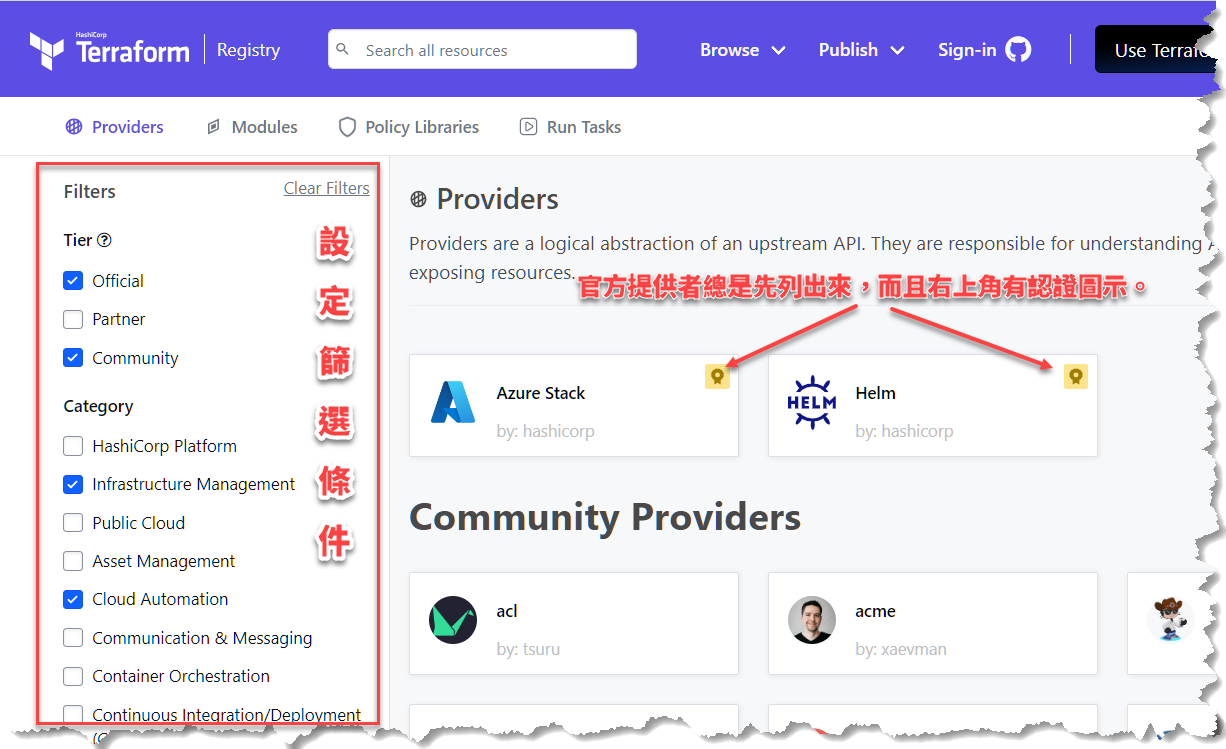 HashiCorp
Terraform
Registry
Search all resources
Browse
Publish
Sign-in
Use Terrafo
Providers
Modules
Policy Libraries
Run Tasks
Filters
Clear Filters
Tier
Official
Partner
Community
Category
HashiCorp Platform
Infrastructure Management
Public Cloud
Asset Management
Cloud Automation
Communication & Messaging
Container Orchestration
Continuous Integration/Deployment
設定篩選條件
Providers
Providers are a logical abstraction of an upstream API. They are responsible for understanding A
exposing resources.
官方提供者總是先列出來，而且右上角有認證圖示。
Azure Stack
by: hashicorp
HELM
Helm
by: hashicorp
Community Providers
acl
by: tsuru
acme
by: xaevman